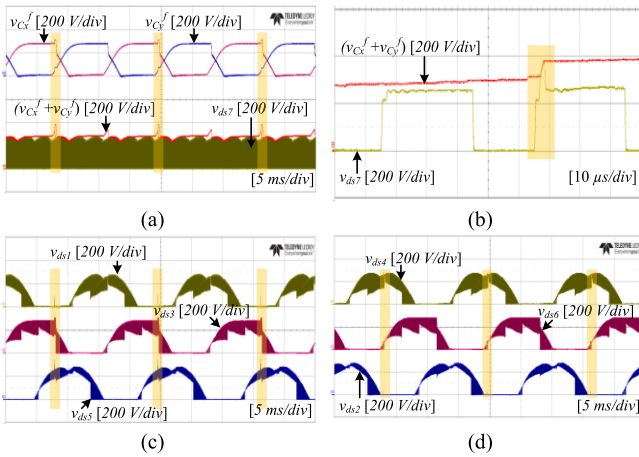 v_Cx^f [200 V/div]
v_Cy^f [200 V/div]
TELEDYNE LECROY
(v_Cx^f +v_Cy^f) [200 V/div]
v_ds7 [200 V/div]
[5 ms/div]
(a)
(v_Cx^f +v_Cy^f) [200 V/div]
v_ds7 [200 V/div]
[10 μs/div]
(b)
v_ds1 [200 V/div]
TELEDYNE LECROY
v_ds3 [200 V/div]
v_ds5 [200 V/div]
[5 ms/div]
(c)
v_ds4 [200 V/div]
TELEDYNE LECROY
v_ds6 [200 V/div]
v_ds2 [200 V/div]
[5 ms/div]
(d)